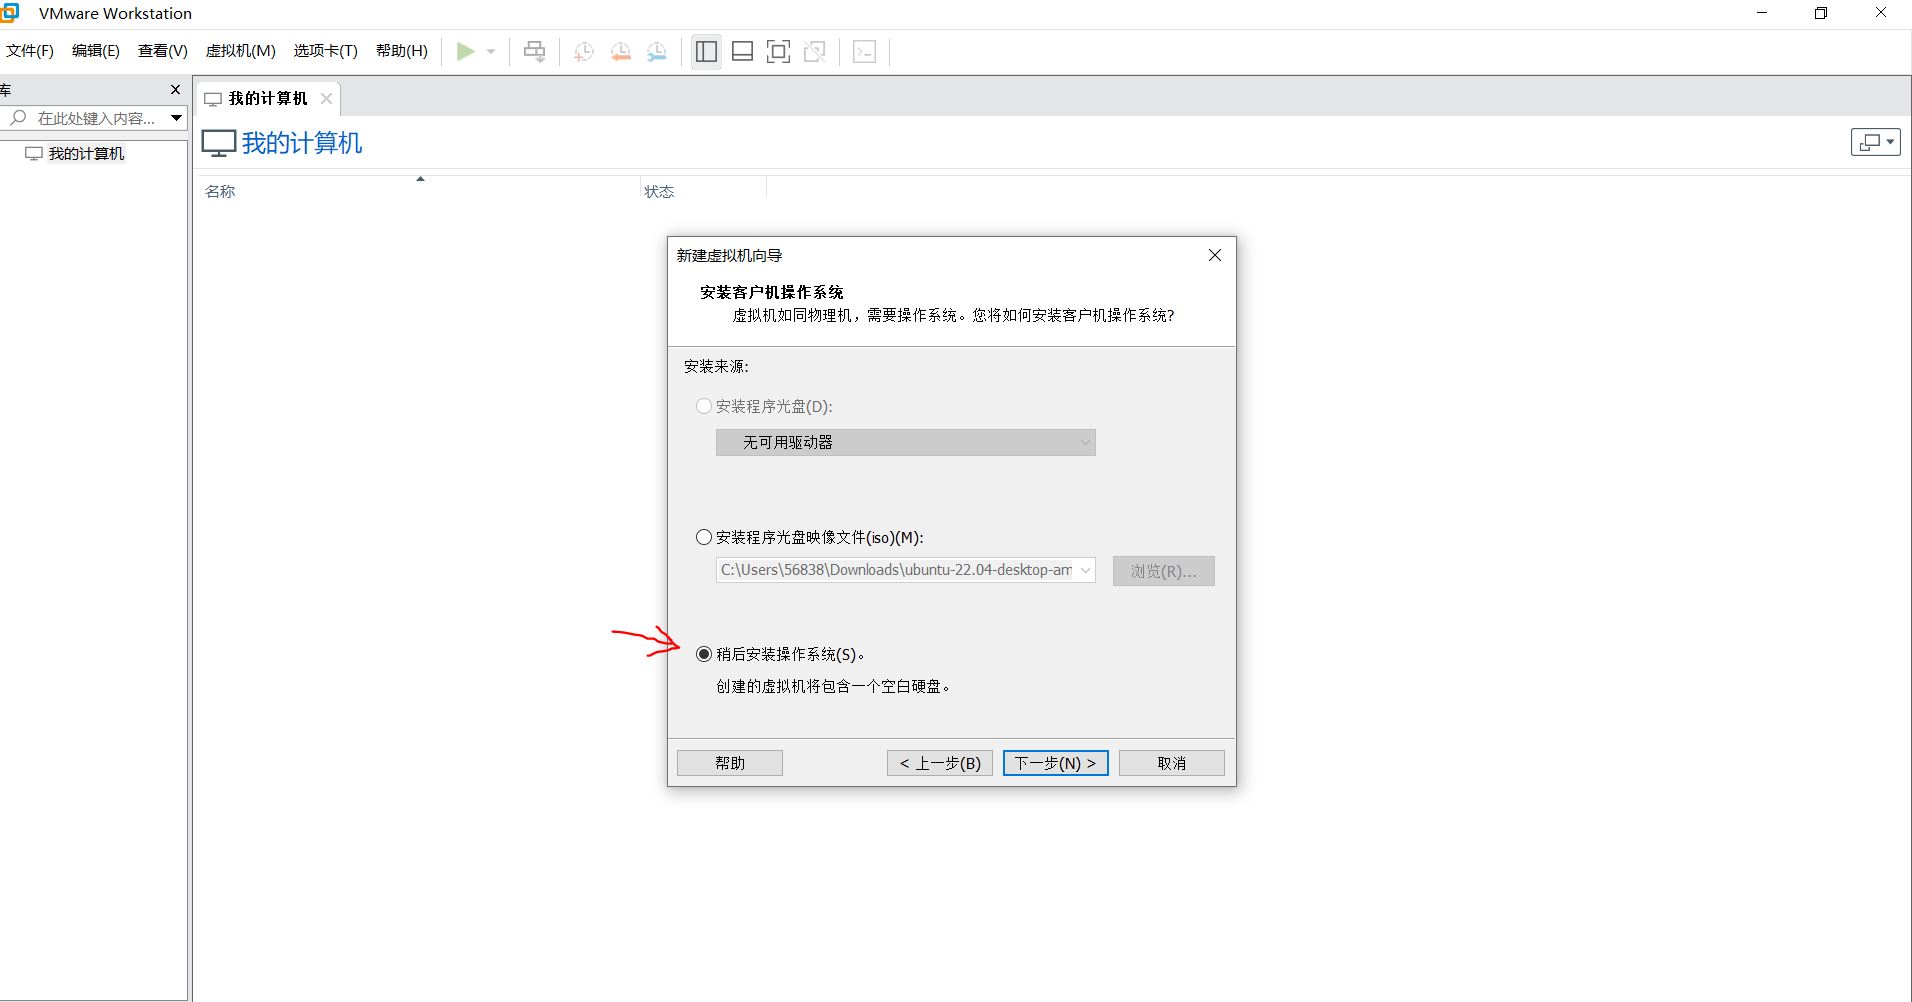 VMware Workstation
文件(F) 编辑(E) 查看(V) 虚拟机(M) 选项卡(T) 帮助(H)
库
在此处键入内容...
我的计算机
我的计算机
我的计算机
名称 状态
新建虚拟机向导
安装客户机操作系统
虚拟机如同物理机，需要操作系统。您将如何安装客户机操作系统?
安装来源:
安装程序光盘(D):
无可用驱动器
安装程序光盘映像文件(iso)(M):
C:\Users\56838\Downloads\ubuntu-22.04-desktop-am
浏览(R)...
稍后安装操作系统(S)。
创建的虚拟机将包含一个空白硬盘。
帮助 < 上一步(B) 下一步(N) > 取消